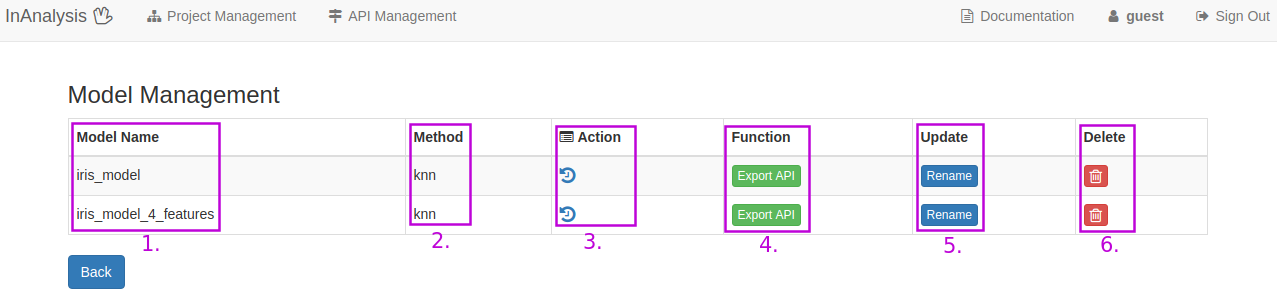 InAnalysis Project Management API Management Documentation guest Sign Out
Model Management
Model Name Method Action Function Update Delete
iris_model knn Export API Rename
iris_model_4_features knn Export API Rename
1. 2. 3. 4. 5. 6.
Back